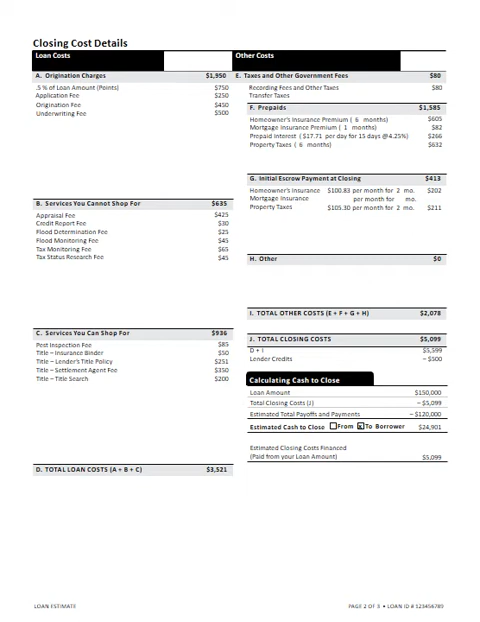 Closing Cost Details
Loan Costs
A. Origination Charges $1,950
.5 % of Loan Amount (Points) $750
Application Fee $250
Origination Fee $450
Underwriting Fee $500
B. Services You Cannot Shop For $635
Appraisal Fee $425
Credit Report Fee $30
Flood Determination Fee $25
Flood Monitoring Fee $45
Tax Monitoring Fee $65
Tax Status Research Fee $45
C. Services You Can Shop For $936
Pest Inspection Fee $85
Title – Insurance Binder $50
Title – Lender's Title Policy $251
Title – Settlement Agent Fee $350
Title – Title Search $200
D. TOTAL LOAN COSTS (A + B + C) $3,521
Other Costs
E. Taxes and Other Government Fees $80
Recording Fees and Other Taxes $80
Transfer Taxes
F. Prepaids $1,585
Homeowner's Insurance Premium ( 6 months) $605
Mortgage Insurance Premium ( 1 months) $82
Prepaid Interest ( $17.71 per day for 15 days @4.25%) $266
Property Taxes ( 6 months) $632
G. Initial Escrow Payment at Closing $413
Homeowner's Insurance $100.83 per month for 2 mo. $202
Mortgage Insurance per month for mo.
Property Taxes $105.30 per month for 2 mo. $211
H. Other $0
I. TOTAL OTHER COSTS (E + F + G + H) $2,078
J. TOTAL CLOSING COSTS $5,099
D + I $5,599
Lender Credits – $500
Calculating Cash to Close
Loan Amount $150,000
Total Closing Costs (J) – $5,099
Estimated Total Payoffs and Payments – $120,000
Estimated Cash to Close From X To Borrower $24,901
Estimated Closing Costs Financed
(Paid from your Loan Amount) $5,099
LOAN ESTIMATE
PAGE 2 OF 3 • LOAN ID # 123456789